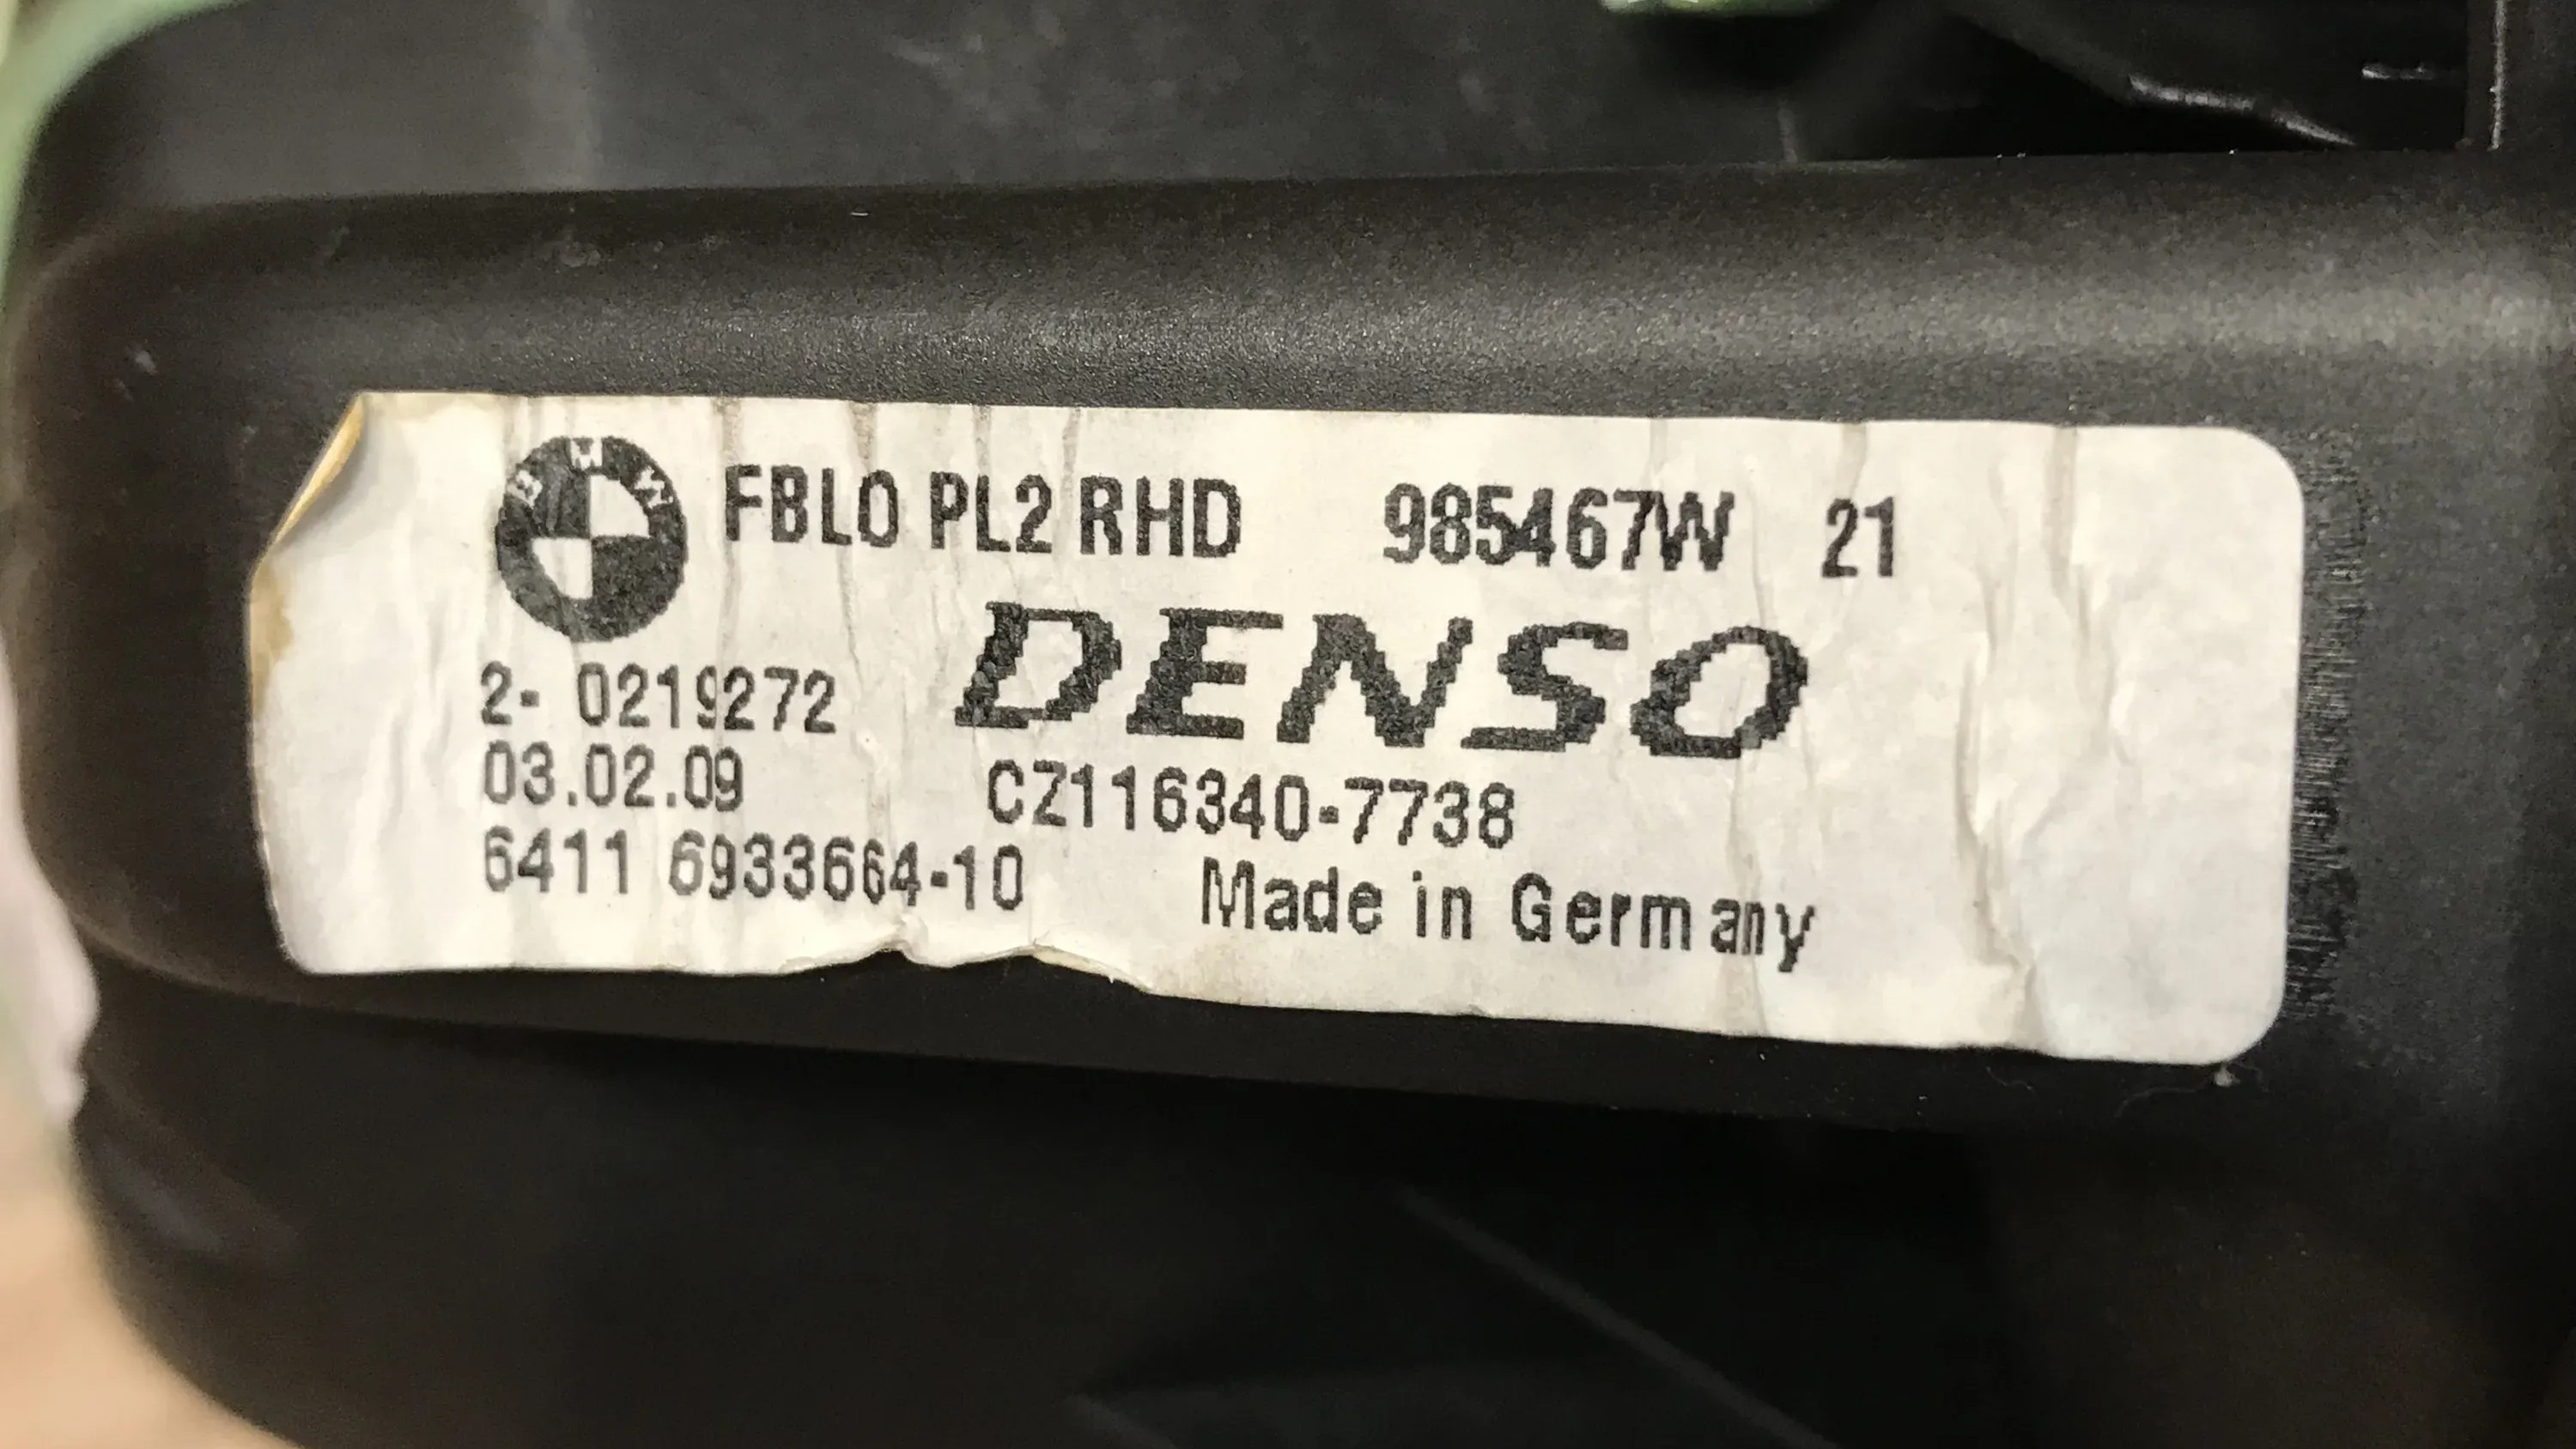 BMW FBLO PL2 RHD 985467W 21
DENSO
2- 0219272
03.02.09
CZ116340-7738
6411 6933664-10
Made in Germany